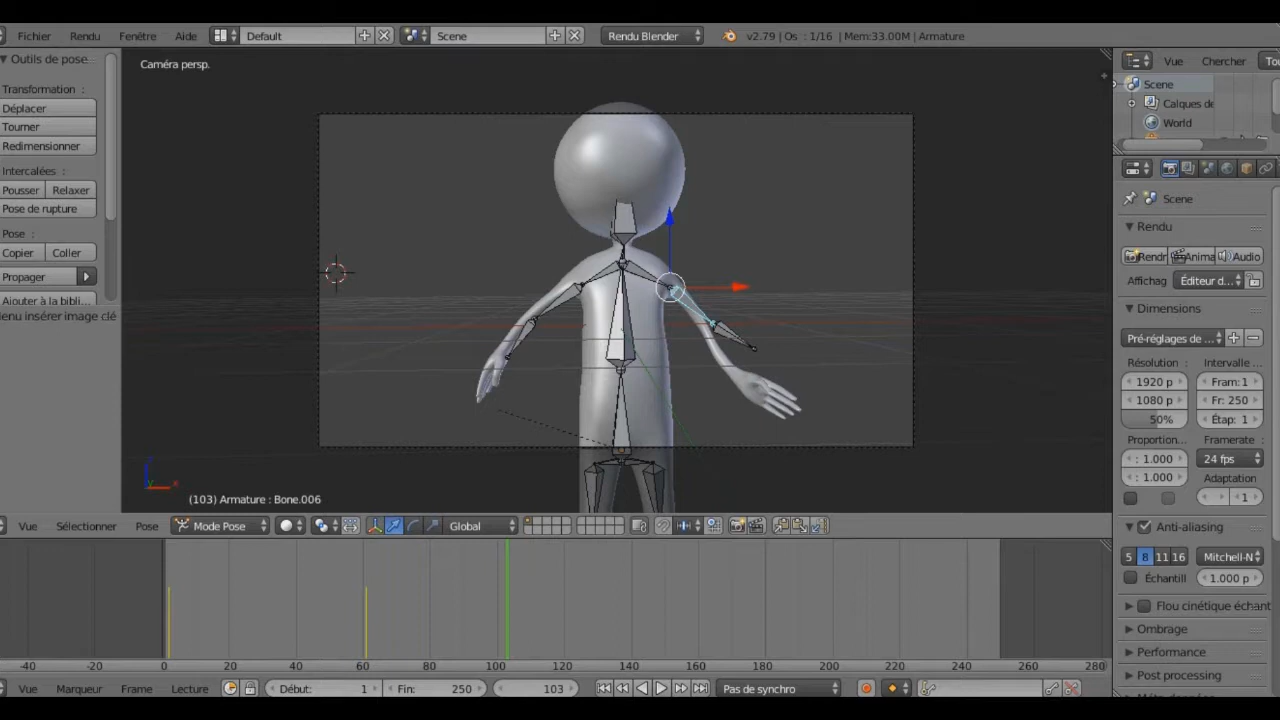 Fichier Rendu Fenêtre Aide Default Scene Rendu Blender v2.79 | Os : 1/16 | Mem:33.00M | Armature
Outils de pose
Transformation :
Déplacer
Tourner
Redimensionner
Intercalées :
Pousser Relaxer
Pose de rupture
Pose :
Copier Coller
Propager
Ajouter à la bibli...
lenu insérer image clé
Caméra persp.
(103) Armature : Bone.006
Vue Sélectionner Pose Mode Pose Global
-40 -20 0 20 40 60 80 100 120 140 160 180 200 220 240 260 280
Vue Marqueur Frame Lecture Début: 1 Fin: 250 103 Pas de synchro
Vue Chercher Tou
Scene
Calques de
World
Scene
Rendu
Rendr Anima Audio
Affichag Éditeur d...
Dimensions
Pré-réglages de ...
Résolution : Intervalle ...
1920 p Fram: 1
1080 p Fr: 250
50% Étap: 1
Proportion... Framerate:
: 1.000 24 fps
: 1.000 Adaptation
1
Anti-aliasing
5 8 11 16 Mitchell-N
Échantill 1.000 p
Flou cinétique échant
Ombrage
Performance
Post processing